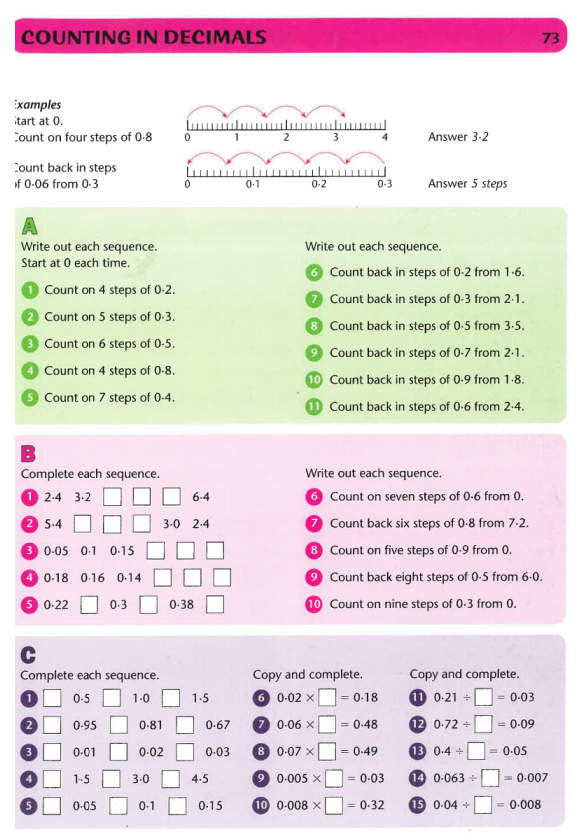 COUNTING IN DECIMALS 73
Examples
Start at 0.
Count on four steps of 0·8
0 1 2 3 4
Answer 3·2
Count back in steps
of 0·06 from 0·3
0 0·1 0·2 0·3
Answer 5 steps
A
Write out each sequence.
Start at 0 each time.
1 Count on 4 steps of 0·2.
2 Count on 5 steps of 0·3.
3 Count on 6 steps of 0·5.
4 Count on 4 steps of 0·8.
5 Count on 7 steps of 0·4.
Write out each sequence.
6 Count back in steps of 0·2 from 1·6.
7 Count back in steps of 0·3 from 2·1.
8 Count back in steps of 0·5 from 3·5.
9 Count back in steps of 0·7 from 2·1.
10 Count back in steps of 0·9 from 1·8.
11 Count back in steps of 0·6 from 2·4.
B
Complete each sequence.
1 2·4 3·2 □ □ □ 6·4
2 5·4 □ □ □ 3·0 2·4
3 0·05 0·1 0·15 □ □ □
4 0·18 0·16 0·14 □ □ □
5 0·22 □ 0·3 □ 0·38 □
Write out each sequence.
6 Count on seven steps of 0·6 from 0.
7 Count back six steps of 0·8 from 7·2.
8 Count on five steps of 0·9 from 0.
9 Count back eight steps of 0·5 from 6·0.
10 Count on nine steps of 0·3 from 0.
C
Complete each sequence.
1 □ 0·5 □ 1·0 □ 1·5
2 □ 0·95 □ 0·81 □ 0·67
3 □ 0·01 □ 0·02 □ 0·03
4 □ 1·5 □ 3·0 □ 4·5
5 □ 0·05 □ 0·1 □ 0·15
Copy and complete.
6 0·02 × □ = 0·18
7 0·06 × □ = 0·48
8 0·07 × □ = 0·49
9 0·005 × □ = 0·03
10 0·008 × □ = 0·32
Copy and complete.
11 0·21 ÷ □ = 0·03
12 0·72 ÷ □ = 0·09
13 0·4 ÷ □ = 0·05
14 0·063 ÷ □ = 0·007
15 0·04 ÷ □ = 0·008